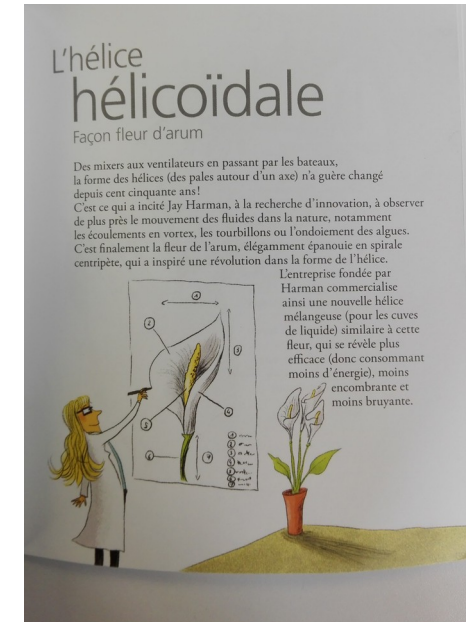 L'hélice
hélicoïdale
Façon fleur d'arum
Des mixers aux ventilateurs en passant par les bateaux,
la forme des hélices (des pales autour d'un axe) n'a guère changé
depuis cent cinquante ans !
C'est ce qui a incité Jay Harman, à la recherche d'innovation, à observer
de plus près le mouvement des fluides dans la nature, notamment
les écoulements en vortex, les tourbillons ou l'ondoiement des algues.
C'est finalement la fleur de l'arum, élégamment épanouie en spirale
centripète, qui a inspiré une révolution dans la forme de l'hélice.
L'entreprise fondée par
Harman commercialise
ainsi une nouvelle hélice
mélangeuse (pour les cuves
de liquide) similaire à cette
fleur, qui se révèle plus
efficace (donc consommant
moins d'énergie), moins
encombrante et
moins bruyante.